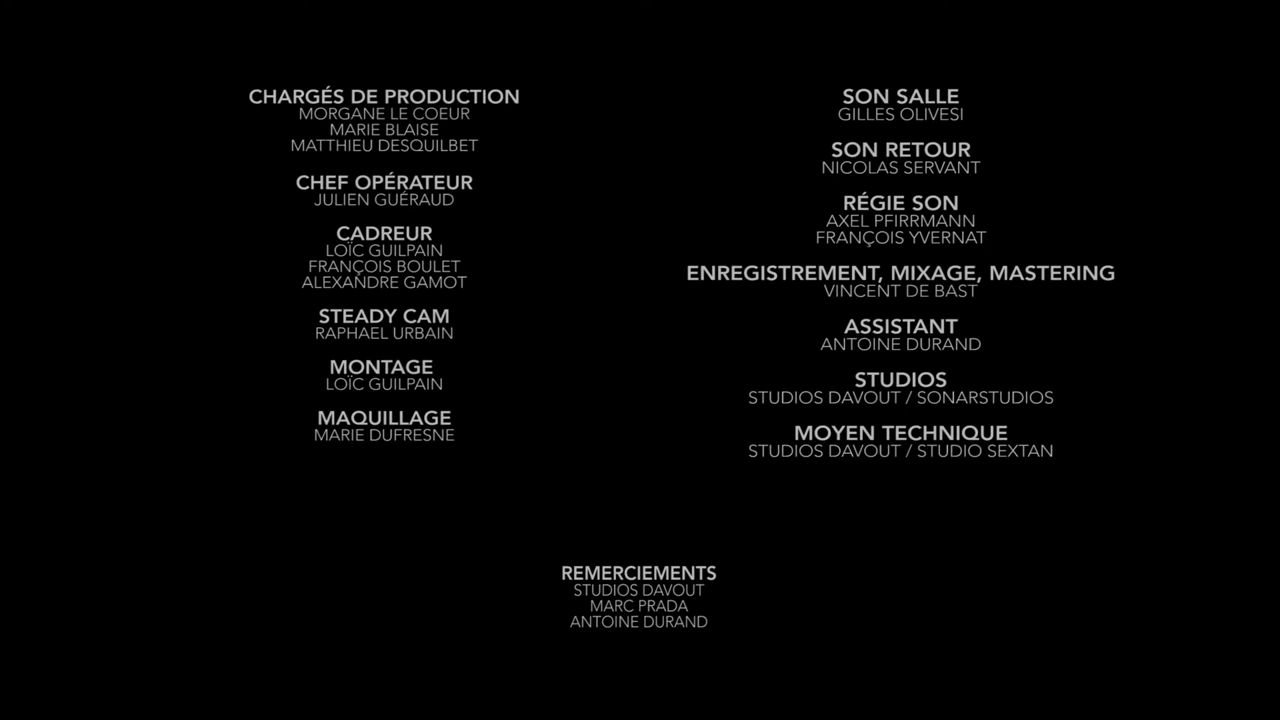 CHARGÉS DE PRODUCTION
MORGANE LE COEUR
MARIE BLAISE
MATTHIEU DESQUILBET
CHEF OPÉRATEUR
JULIEN GUÉRAUD
CADREUR
LOÏC GUILPAIN
FRANÇOIS BOULET
ALEXANDRE GAMOT
STEADY CAM
RAPHAEL URBAIN
MONTAGE
LOÏC GUILPAIN
MAQUILLAGE
MARIE DUFRESNE
SON SALLE
GILLES OLIVESI
SON RETOUR
NICOLAS SERVANT
RÉGIE SON
AXEL PFIRRMANN
FRANÇOIS YVERNAT
ENREGISTREMENT, MIXAGE, MASTERING
VINCENT DE BAST
ASSISTANT
ANTOINE DURAND
STUDIOS
STUDIOS DAVOUT / SONARSTUDIOS
MOYEN TECHNIQUE
STUDIOS DAVOUT / STUDIO SEXTAN
REMERCIEMENTS
STUDIOS DAVOUT
MARC PRADA
ANTOINE DURAND